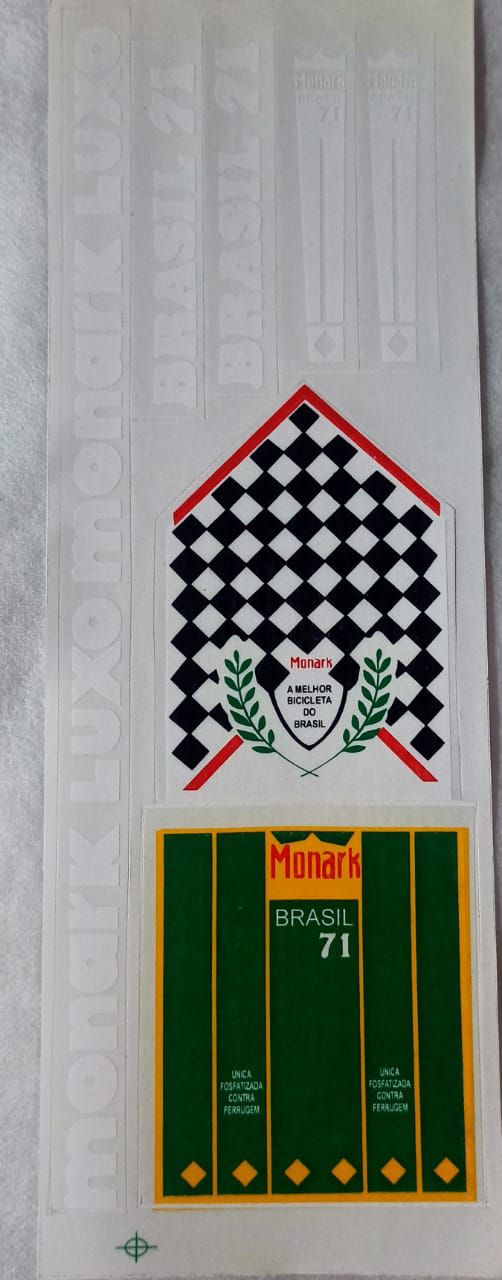 monark LUXO monark LUXO
BRASIL 71
BRASIL 71
Monark
BRASIL
71
Monark
BRASIL
71
Monark
A MELHOR
BICICLETA
DO
BRASIL
Monark
BRASIL
71
UNICA
FOSFATIZADA
CONTRA
FERRUGEM
UNICA
FOSFATIZADA
CONTRA
FERRUGEM